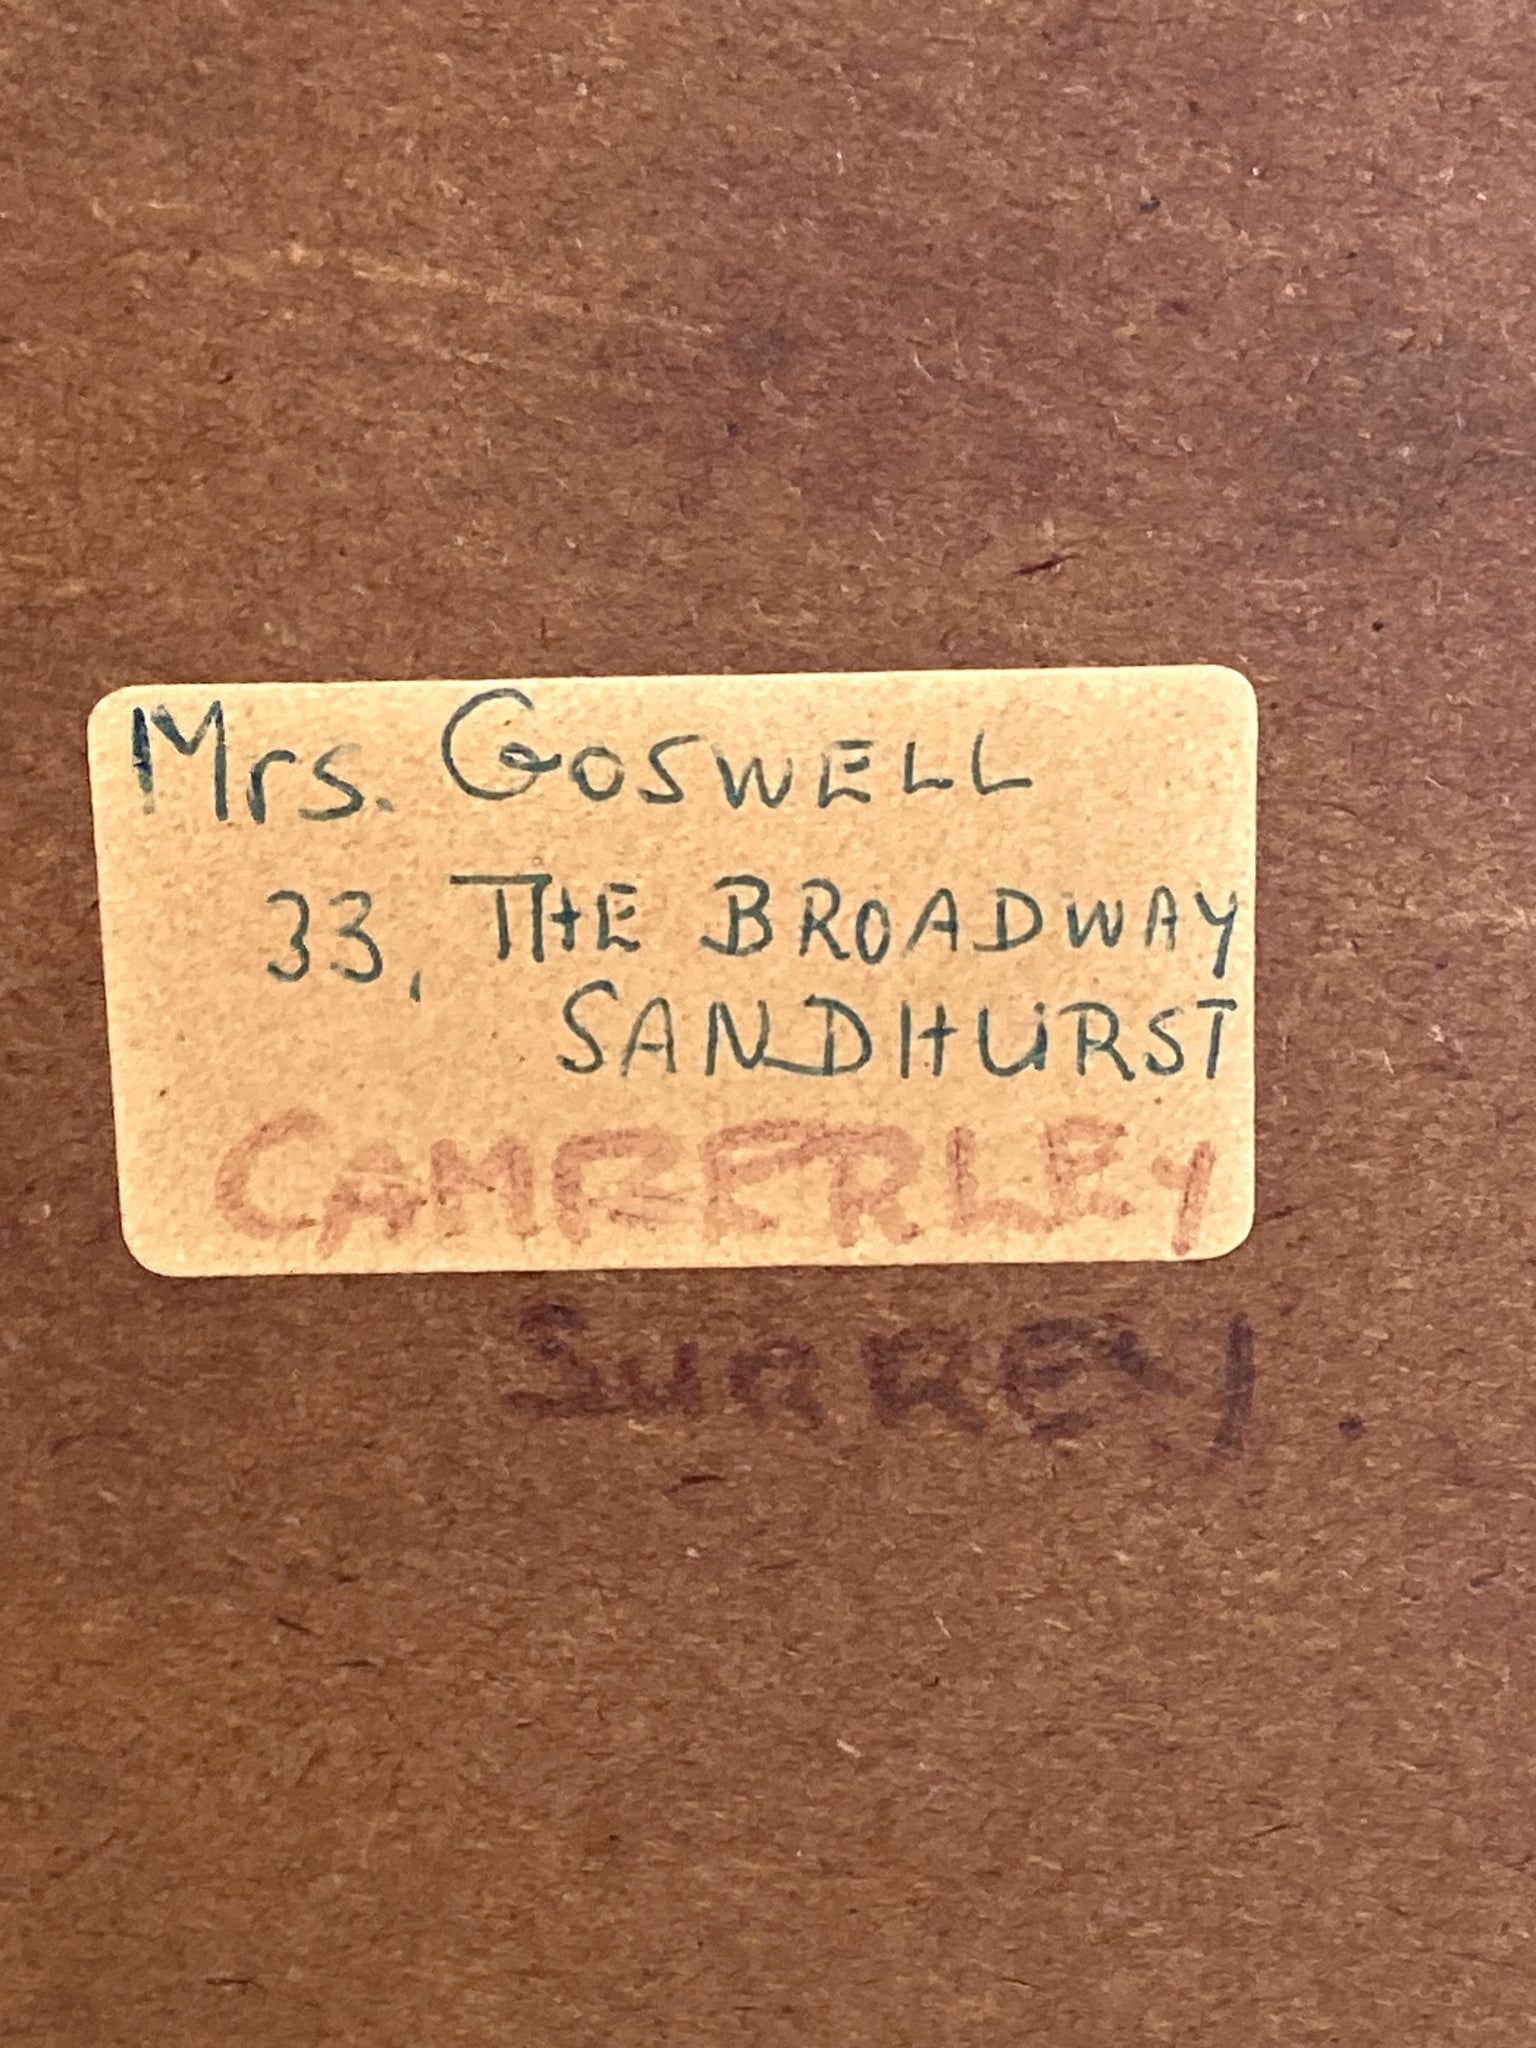 Mrs. GOSWELL
33, THE BROADWAY
SANDHURST
CAMBERLEY
SURREY.